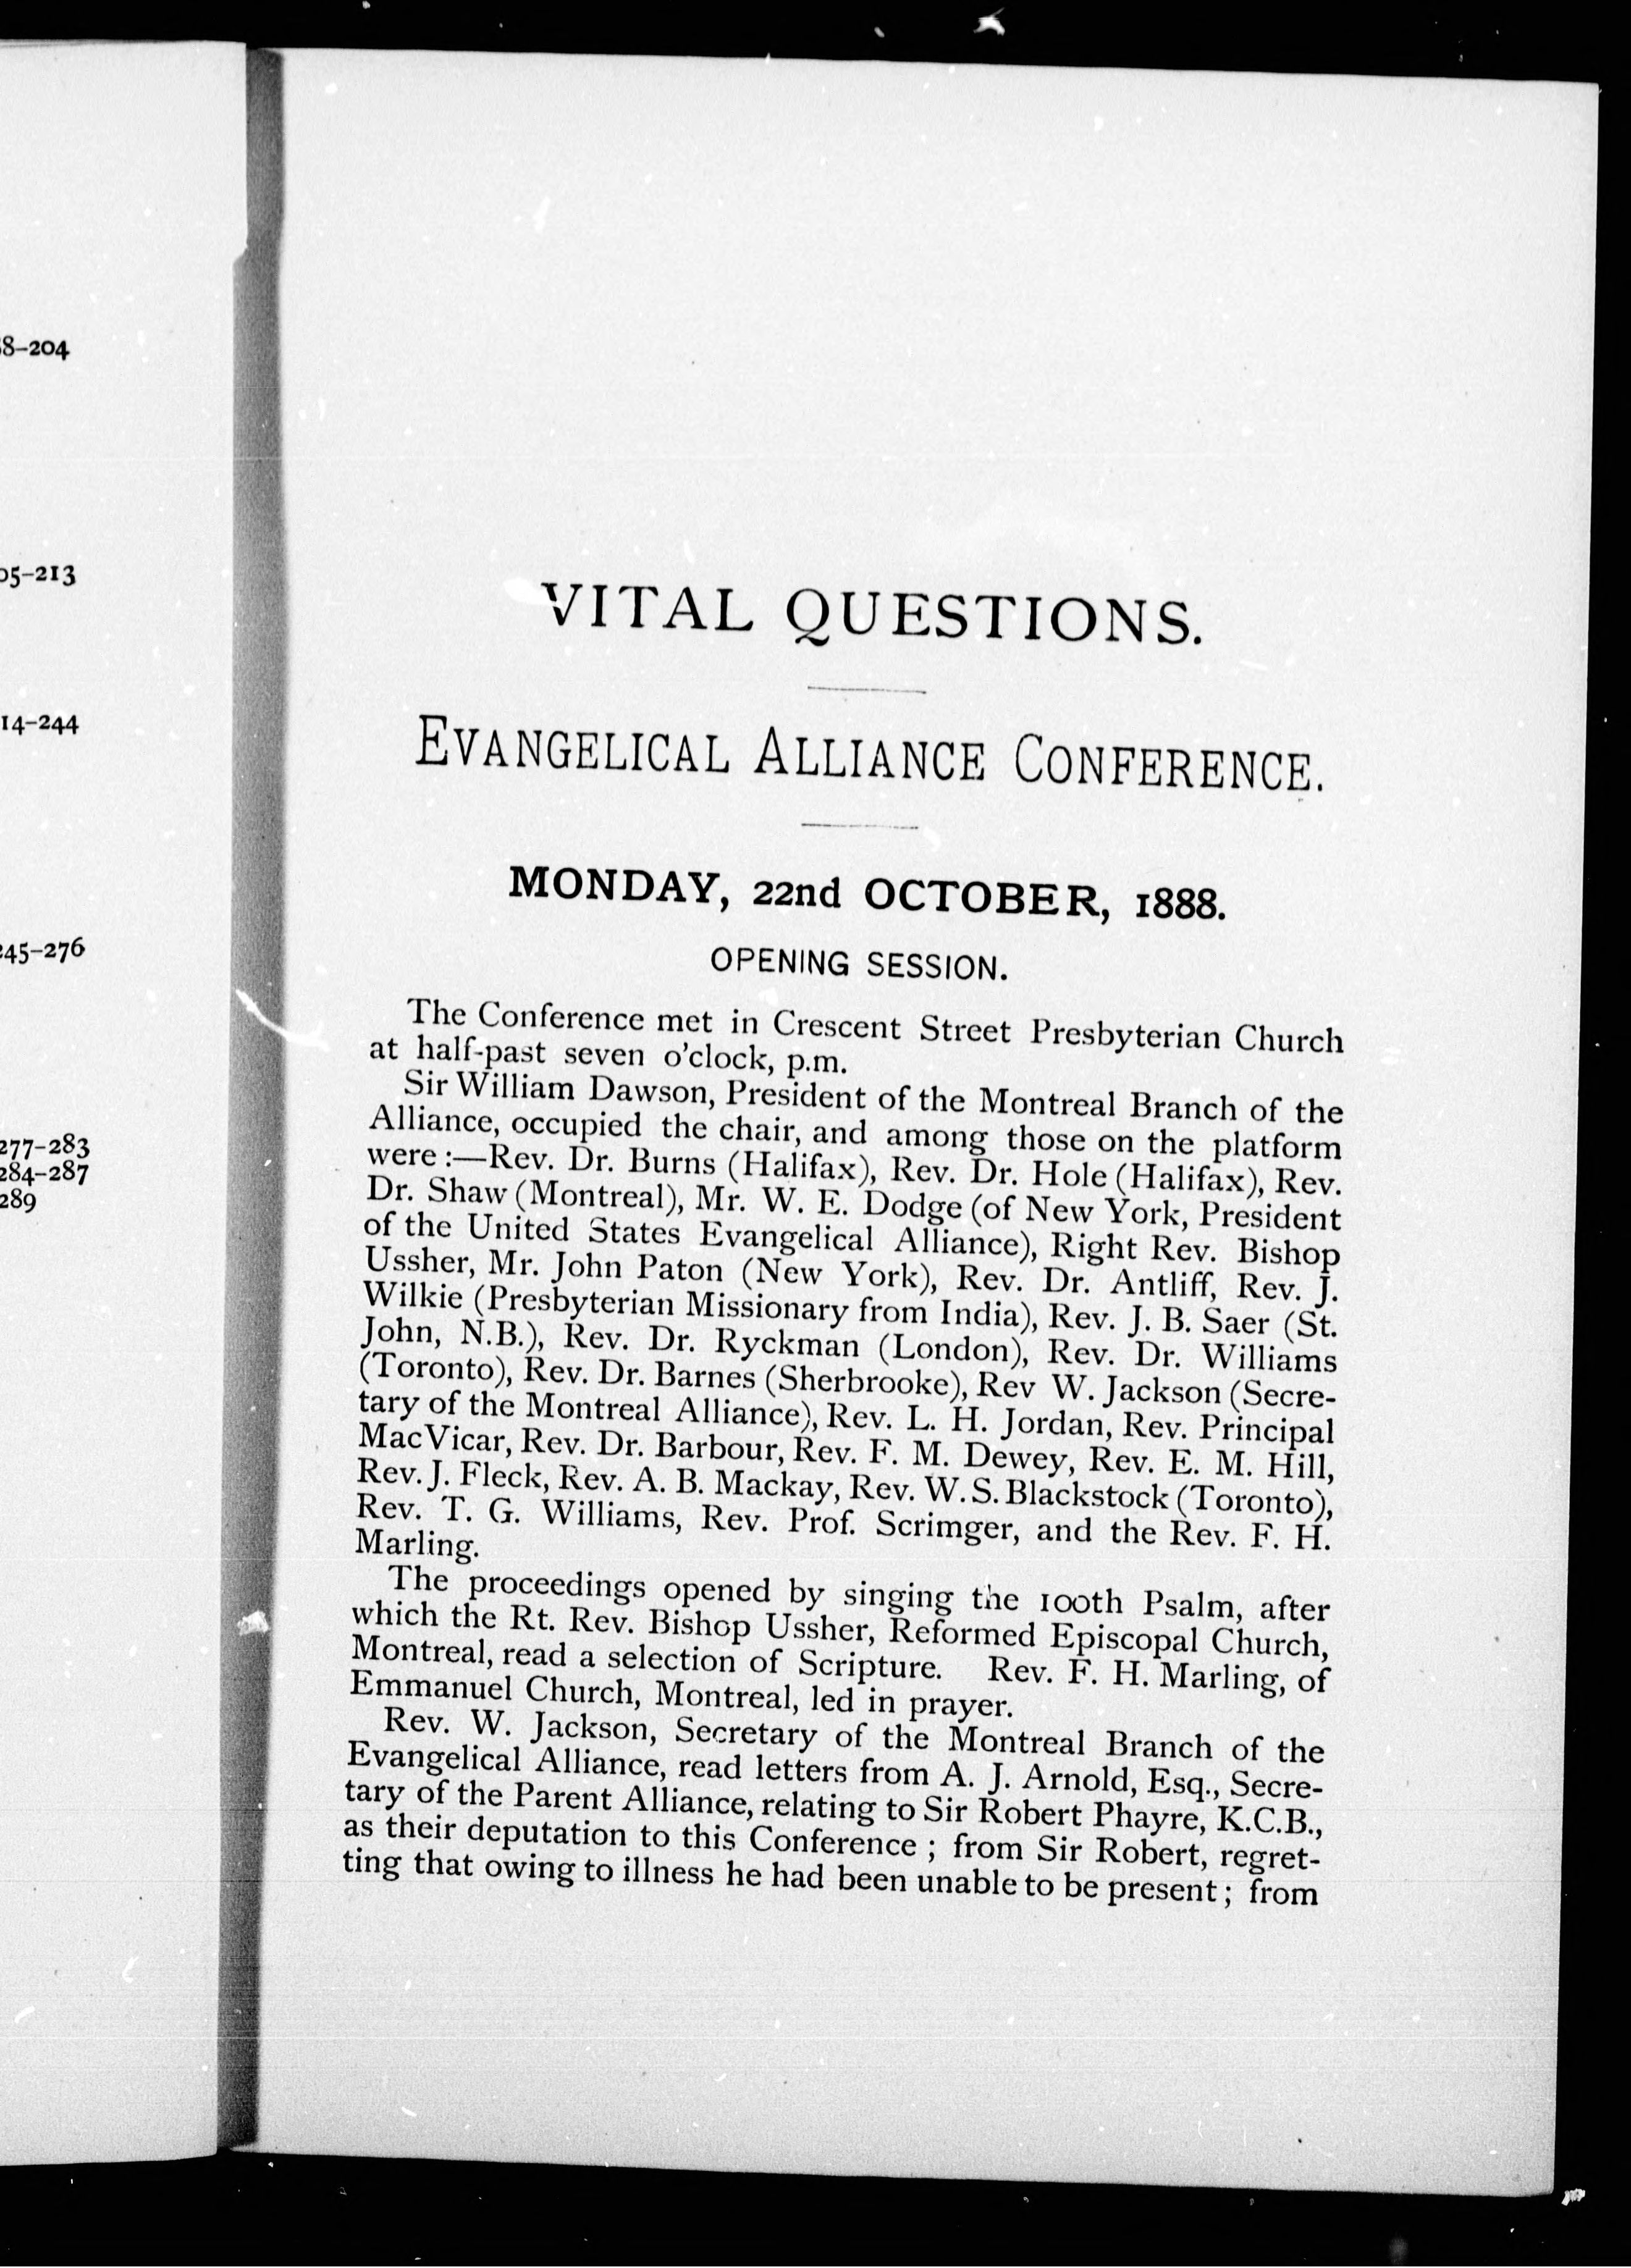 8-204
05-213
14-244
245-276
277-283
284-287
289
VITAL QUESTIONS.
EVANGELICAL ALLIANCE CONFERENCE.
MONDAY, 22nd OCTOBER, 1888.
OPENING SESSION.
The Conference met in Crescent Street Presbyterian Church
at half-past seven o'clock, p.m.
Sir William Dawson, President of the Montreal Branch of the
Alliance, occupied the chair, and among those on the platform
were :—Rev. Dr. Burns (Halifax), Rev. Dr. Hole (Halifax), Rev.
Dr. Shaw (Montreal), Mr. W. E. Dodge (of New York, President
of the United States Evangelical Alliance), Right Rev. Bishop
Ussher, Mr. John Paton (New York), Rev. Dr. Antliff, Rev. J.
Wilkie (Presbyterian Missionary from India), Rev. J. B. Saer (St.
John, N.B.), Rev. Dr. Ryckman (London), Rev. Dr. Williams
(Toronto), Rev. Dr. Barnes (Sherbrooke), Rev W. Jackson (Secre-
tary of the Montreal Alliance), Rev. L. H. Jordan, Rev. Principal
MacVicar, Rev. Dr. Barbour, Rev. F. M. Dewey, Rev. E. M. Hill,
Rev. J. Fleck, Rev. A. B. Mackay, Rev. W. S. Blackstock (Toronto),
Rev. T. G. Williams, Rev. Prof. Scrimger, and the Rev. F. H.
Marling.
The proceedings opened by singing the 100th Psalm, after
which the Rt. Rev. Bishop Ussher, Reformed Episcopal Church,
Montreal, read a selection of Scripture. Rev. F. H. Marling, of
Emmanuel Church, Montreal, led in prayer.
Rev. W. Jackson, Secretary of the Montreal Branch of the
Evangelical Alliance, read letters from A. J. Arnold, Esq., Secre-
tary of the Parent Alliance, relating to Sir Robert Phayre, K.C.B.,
as their deputation to this Conference ; from Sir Robert, regret-
ting that owing to illness he had been unable to be present ; from